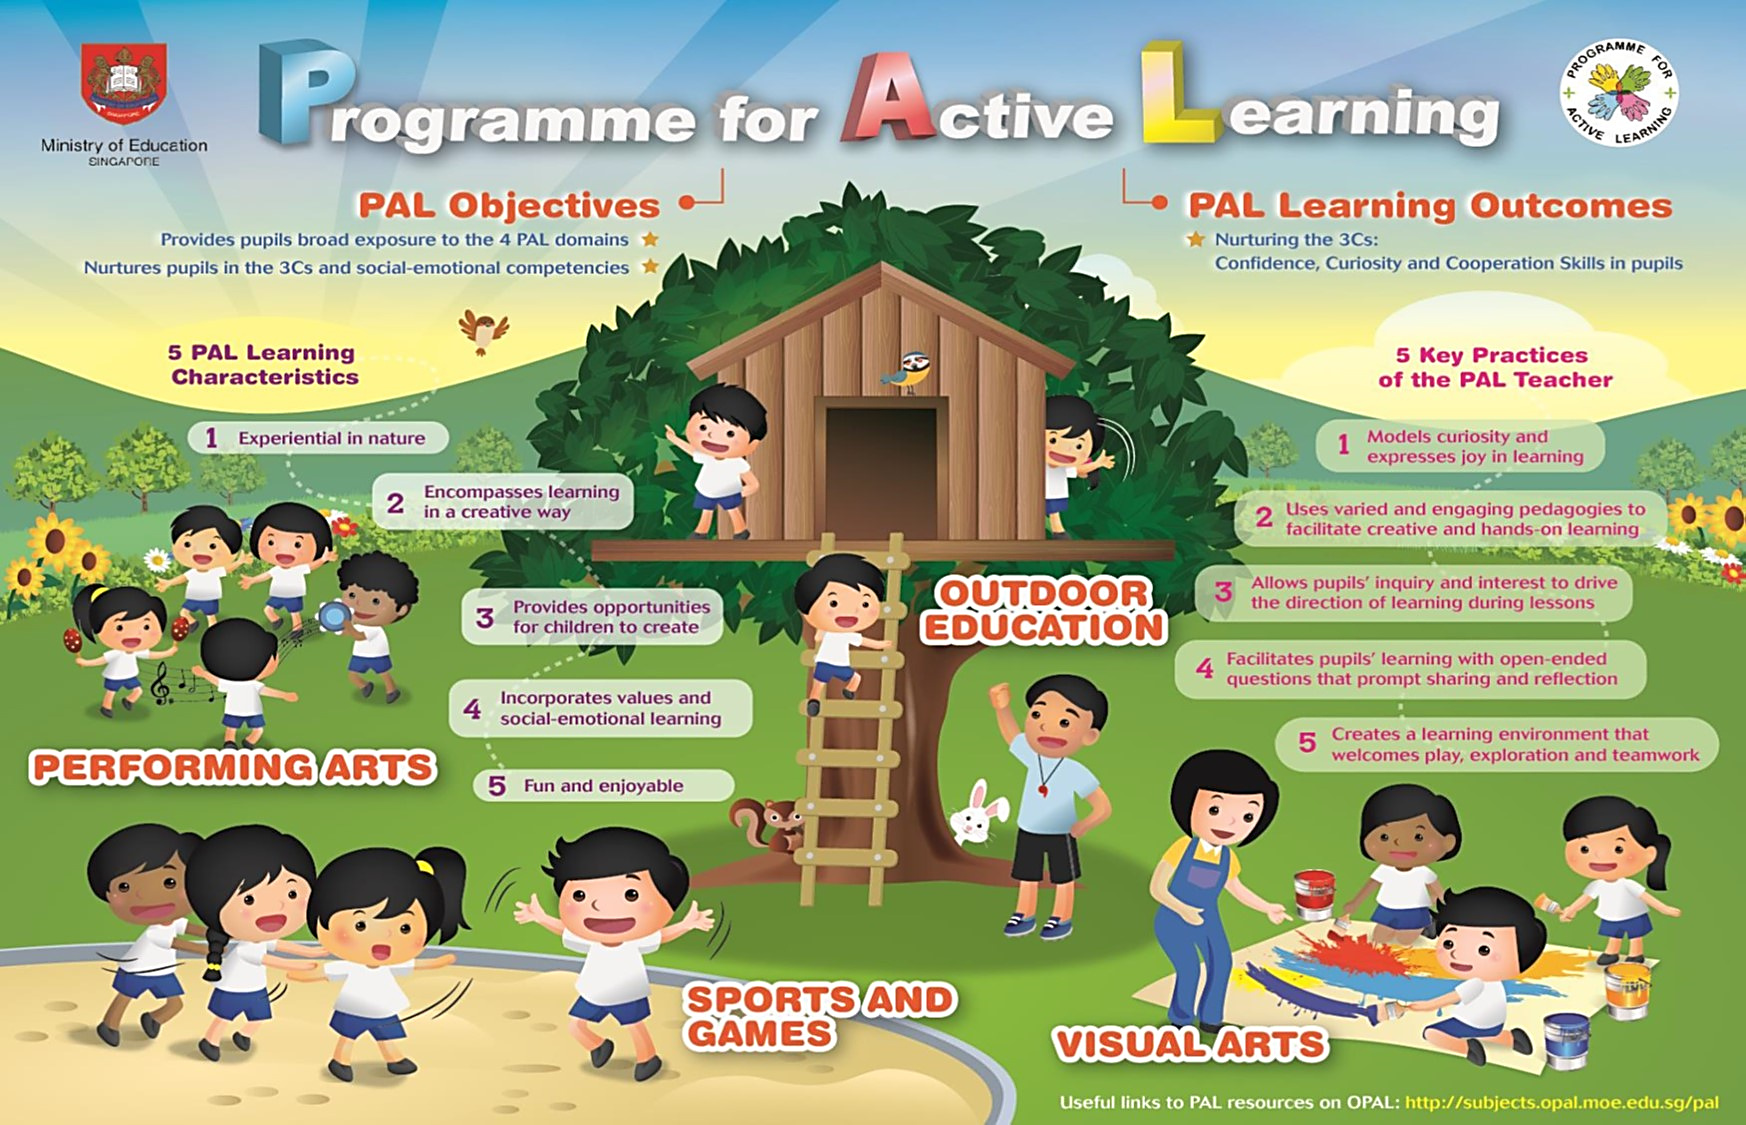 Programme for Active Learning
Ministry of Education
SINGAPORE
PROGRAMME FOR
ACTIVE LEARNING
PAL Objectives
Provides pupils broad exposure to the 4 PAL domains
Nurtures pupils in the 3Cs and social-emotional competencies
PAL Learning Outcomes
Nurturing the 3Cs:
Confidence, Curiosity and Cooperation Skills in pupils
5 PAL Learning
Characteristics
1 Experiential in nature
2 Encompasses learning
in a creative way
3 Provides opportunities
for children to create
4 Incorporates values and
social-emotional learning
5 Fun and enjoyable
5 Key Practices
of the PAL Teacher
1 Models curiosity and
expresses joy in learning
2 Uses varied and engaging pedagogies to
facilitate creative and hands-on learning
3 Allows pupils' inquiry and interest to drive
the direction of learning during lessons
4 Facilitates pupils' learning with open-ended
questions that prompt sharing and reflection
5 Creates a learning environment that
welcomes play, exploration and teamwork
OUTDOOR
EDUCATION
PERFORMING ARTS
SPORTS AND
GAMES
VISUAL ARTS
Useful links to PAL resources on OPAL: http://subjects.opal.moe.edu.sg/pal